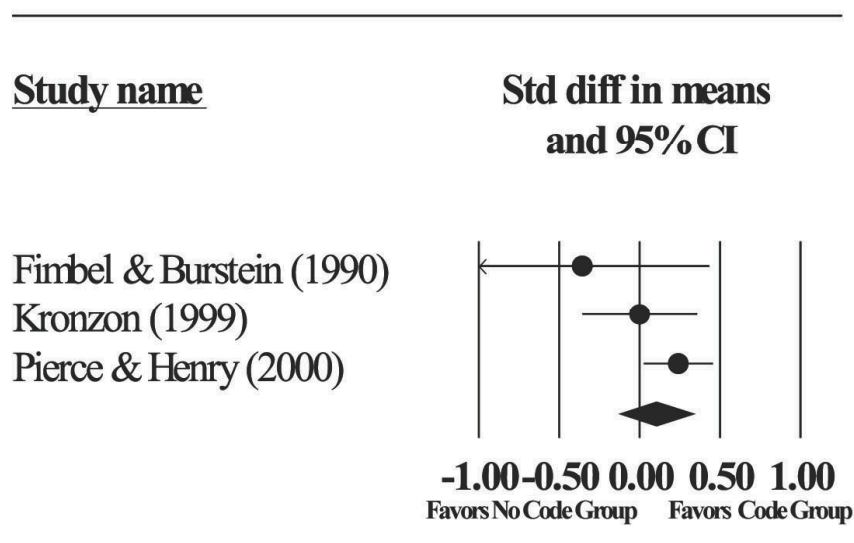 Study name
Std diff in means
and 95% CI
Fimbel & Burstein (1990)
Kronzon (1999)
Pierce & Henry (2000)
-1.00 -0.50 0.00 0.50 1.00
Favors No Code Group Favors Code Group